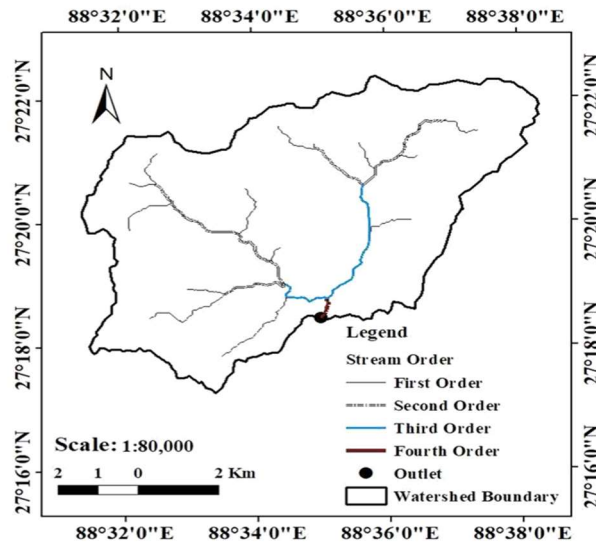 88°32'0"E 88°34'0"E 88°36'0"E 88°38'0"E
N
27°22'0"N
27°20'0"N
27°18'0"N
27°16'0"N
27°22'0"N
27°20'0"N
27°18'0"N
27°16'0"N
Legend
Stream Order
First Order
Second Order
Third Order
Fourth Order
Outlet
Watershed Boundary
Scale: 1:80,000
2 1 0 2 Km
88°32'0"E 88°34'0"E 88°36'0"E 88°38'0"E